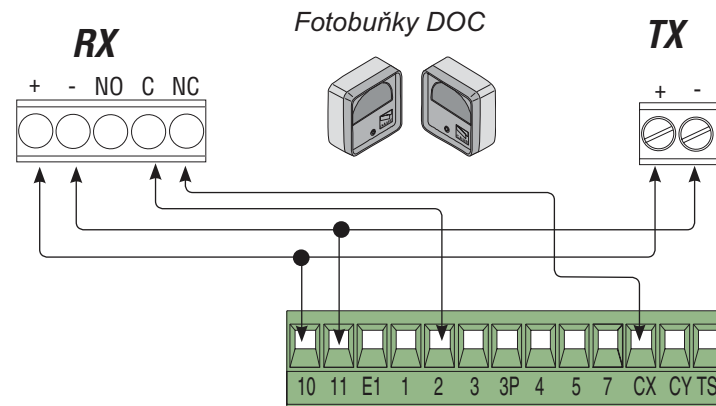 Fotobuňky DOC
RX
TX
+ - NO C NC
+ -
10 11 E1 1 2 3 3P 4 5 7 CX CY TS